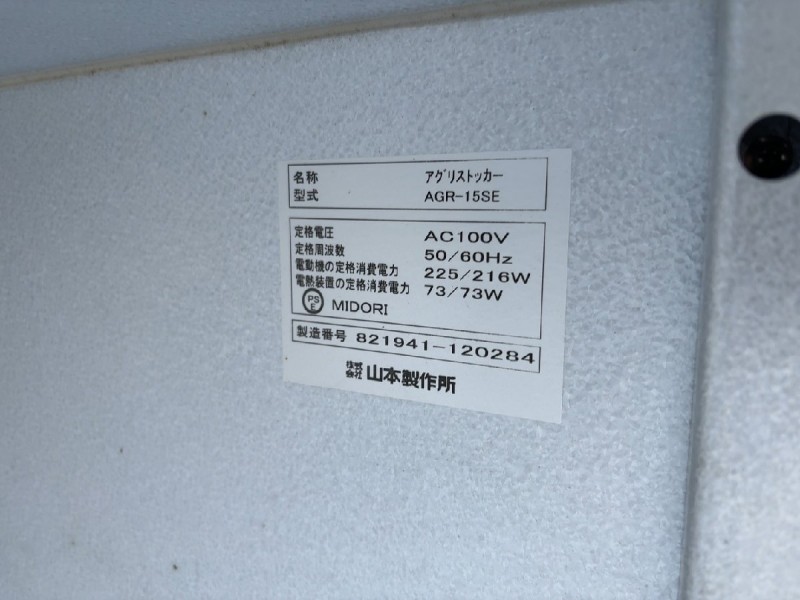 名称 アグリストッカー
型式 AGR-15SE
定格電圧 AC100V
定格周波数 50/60Hz
電動機の定格消費電力 225/216W
電熱装置の定格消費電力 73/73W
PSE MIDORI
製造番号 821941-120284
株式会社 山本製作所